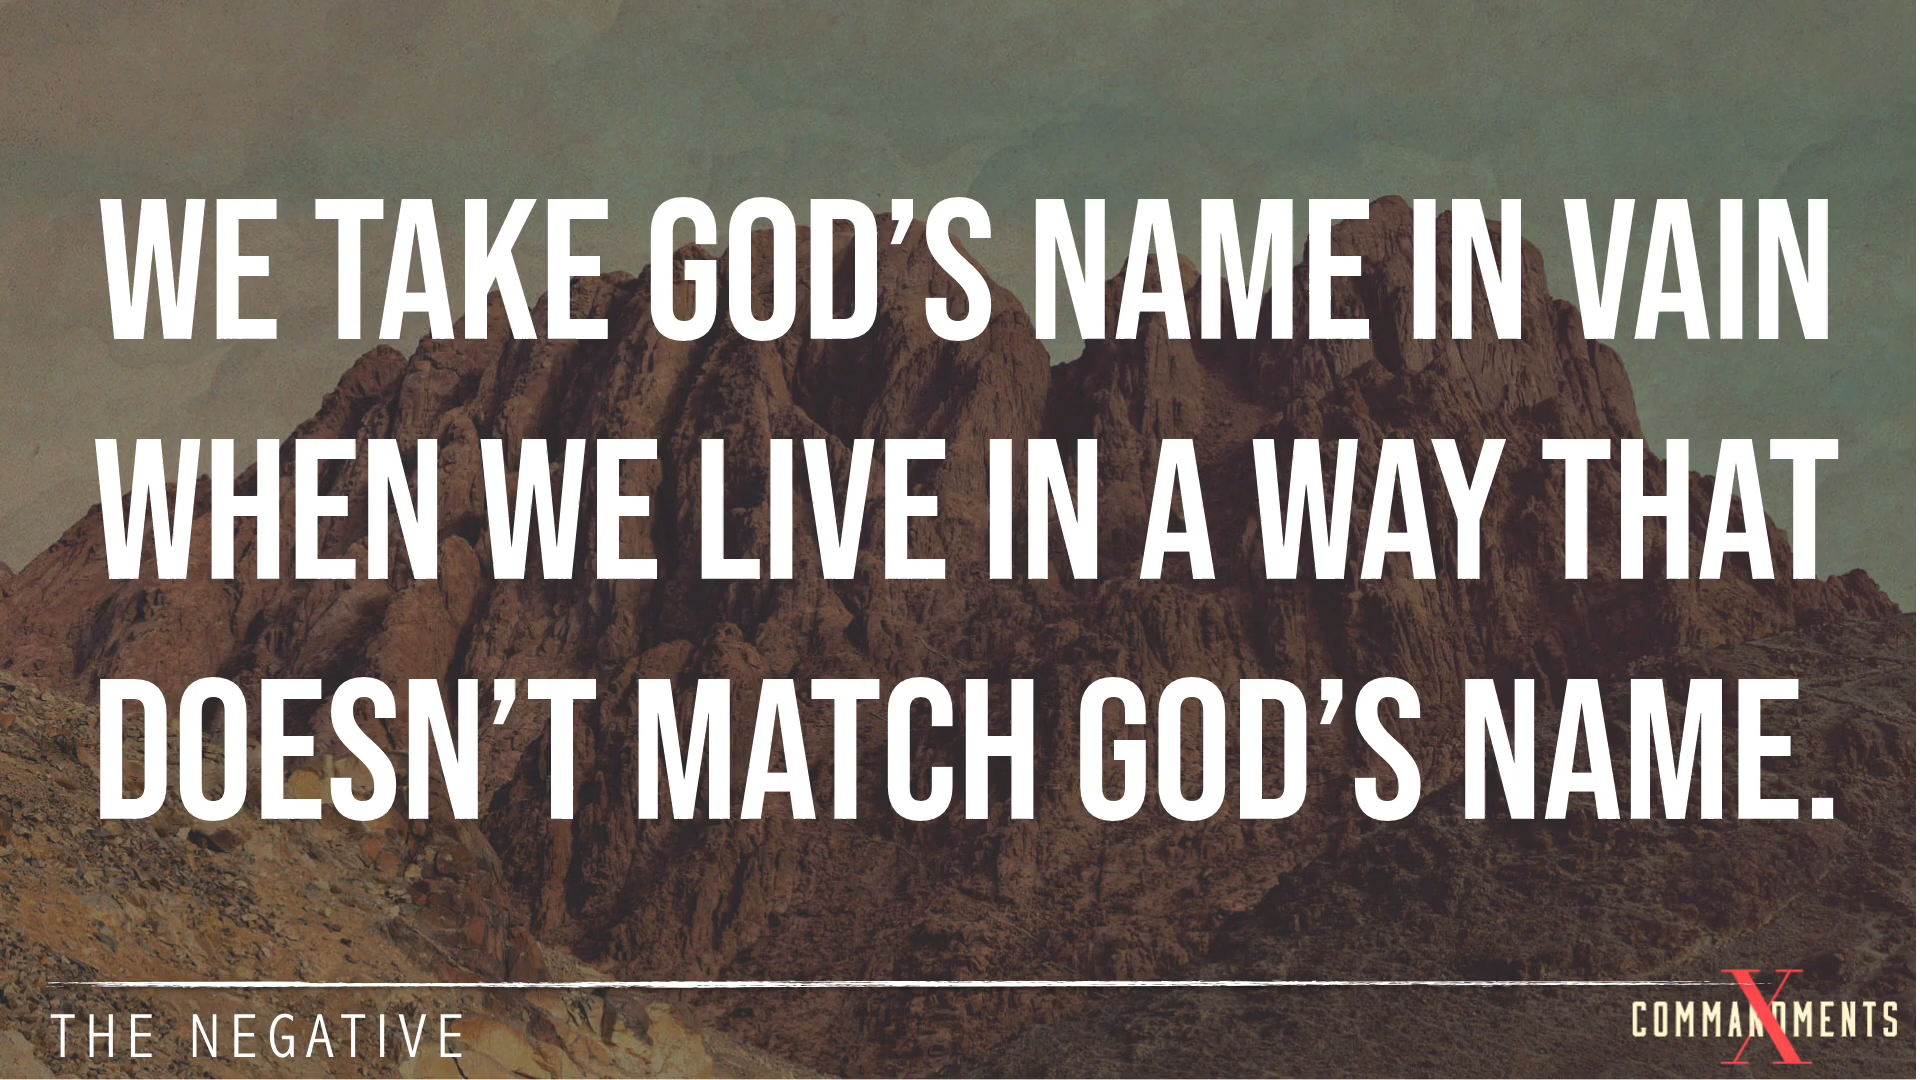 WE TAKE GOD’S NAME IN VAIN
WHEN WE LIVE IN A WAY THAT
DOESN’T MATCH GOD’S NAME.
THE NEGATIVE
X
COMMANDMENTS